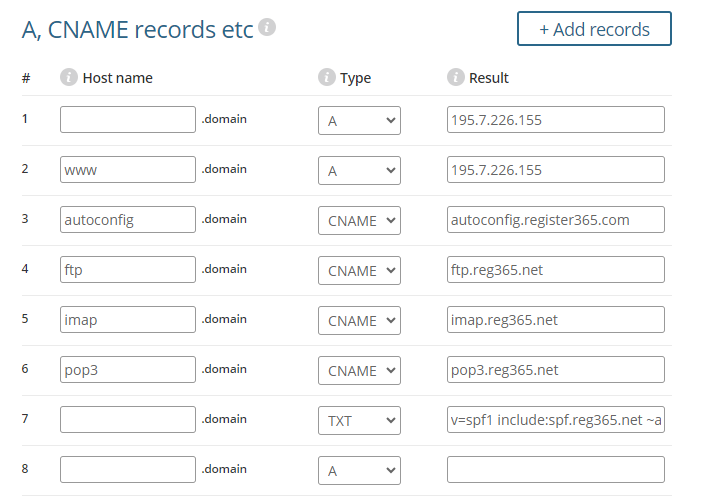 A, CNAME records etc i + Add records
# i Host name i Type i Result
1 .domain A 195.7.226.155
2 www .domain A 195.7.226.155
3 autoconfig .domain CNAME autoconfig.register365.com
4 ftp .domain CNAME ftp.reg365.net
5 imap .domain CNAME imap.reg365.net
6 pop3 .domain CNAME pop3.reg365.net
7 .domain TXT v=spf1 include:spf.reg365.net ~a
8 .domain A